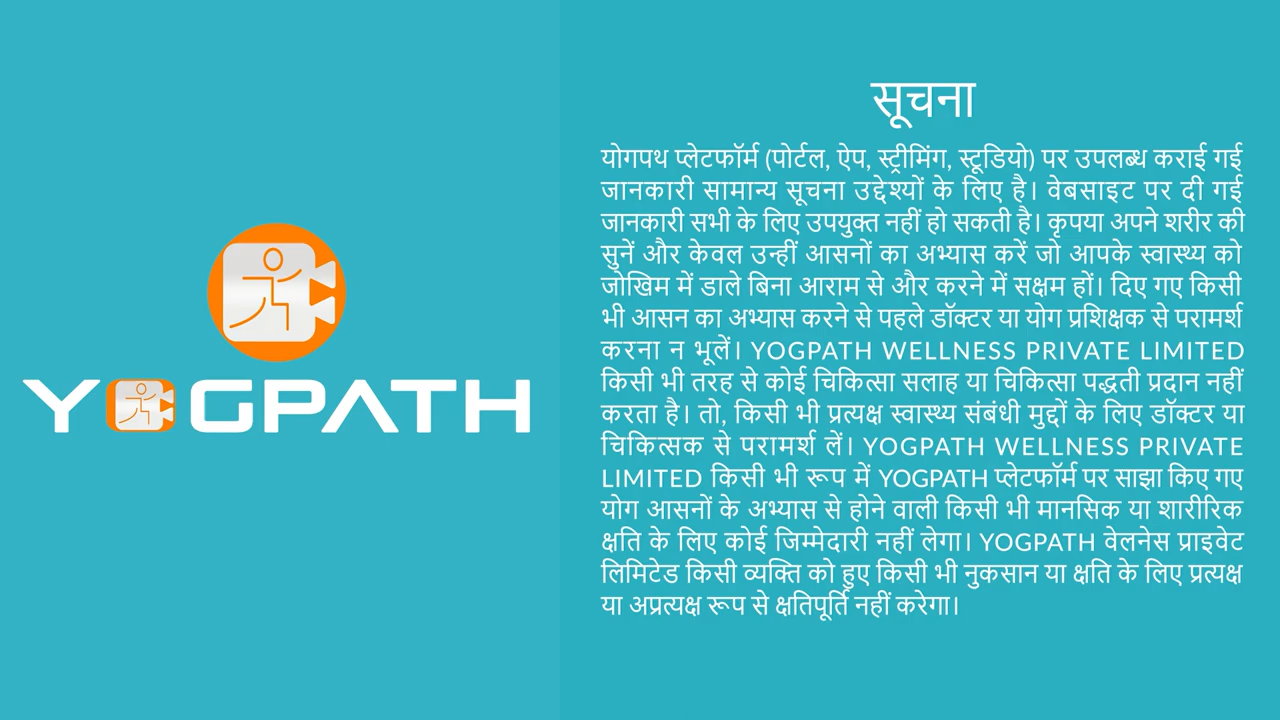 YOGPATH
सूचना
योगपथ प्लेटफॉर्म (पोर्टल, ऐप, स्ट्रीमिंग, स्टूडियो) पर उपलब्ध कराई गई
जानकारी सामान्य सूचना उद्देश्यों के लिए है। वेबसाइट पर दी गई
जानकारी सभी के लिए उपयुक्त नहीं हो सकती है। कृपया अपने शरीर की
सुनें और केवल उन्हीं आसनों का अभ्यास करें जो आपके स्वास्थ्य को
जोखिम में डाले बिना आराम से और करने में सक्षम हों। दिए गए किसी
भी आसन का अभ्यास करने से पहले डॉक्टर या योग प्रशिक्षक से परामर्श
करना न भूलें। YOGPATH WELLNESS PRIVATE LIMITED
किसी भी तरह से कोई चिकित्सा सलाह या चिकित्सा पद्धती प्रदान नहीं
करता है। तो, किसी भी प्रत्यक्ष स्वास्थ्य संबंधी मुद्दों के लिए डॉक्टर या
चिकित्सक से परामर्श लें। YOGPATH WELLNESS PRIVATE
LIMITED किसी भी रूप में YOGPATH प्लेटफॉर्म पर साझा किए गए
योग आसनों के अभ्यास से होने वाली किसी भी मानसिक या शारीरिक
क्षति के लिए कोई जिम्मेदारी नहीं लेगा। YOGPATH वेलनेस प्राइवेट
लिमिटेड किसी व्यक्ति को हुए किसी भी नुकसान या क्षति के लिए प्रत्यक्ष
या अप्रत्यक्ष रूप से क्षतिपूर्ति नहीं करेगा।